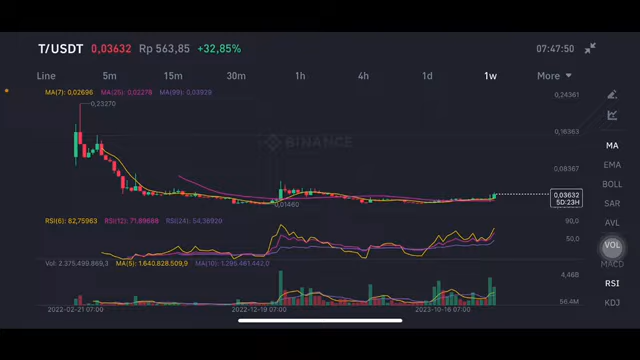 T/USDT 0,03632 Rp 563,85 +32,85% 07:47:50
Line 5m 15m 30m 1h 4h 1d 1w More
MA(7): 0,02696 MA(25): 0,02278 MA(99): 0,03929
0,24361
0,23270
0,16363
BINANCE
MA
EMA
0,08367
BOLL
0,03632
5D:23H
SAR
0,01460
RSI(6): 82,75963 RSI(12): 71,89688 RSI(24): 54,38920
90,0
AVL
50,0
VOL
Vol: 2.375.499.869,3 MA(5): 1.640.828.509,9 MA(10): 1.295.461.442,0
MACD
4,46B
RSI
56.4M
KDJ
2022-02-21 07:00 2022-12-19 07:00 2023-10-16 07:00